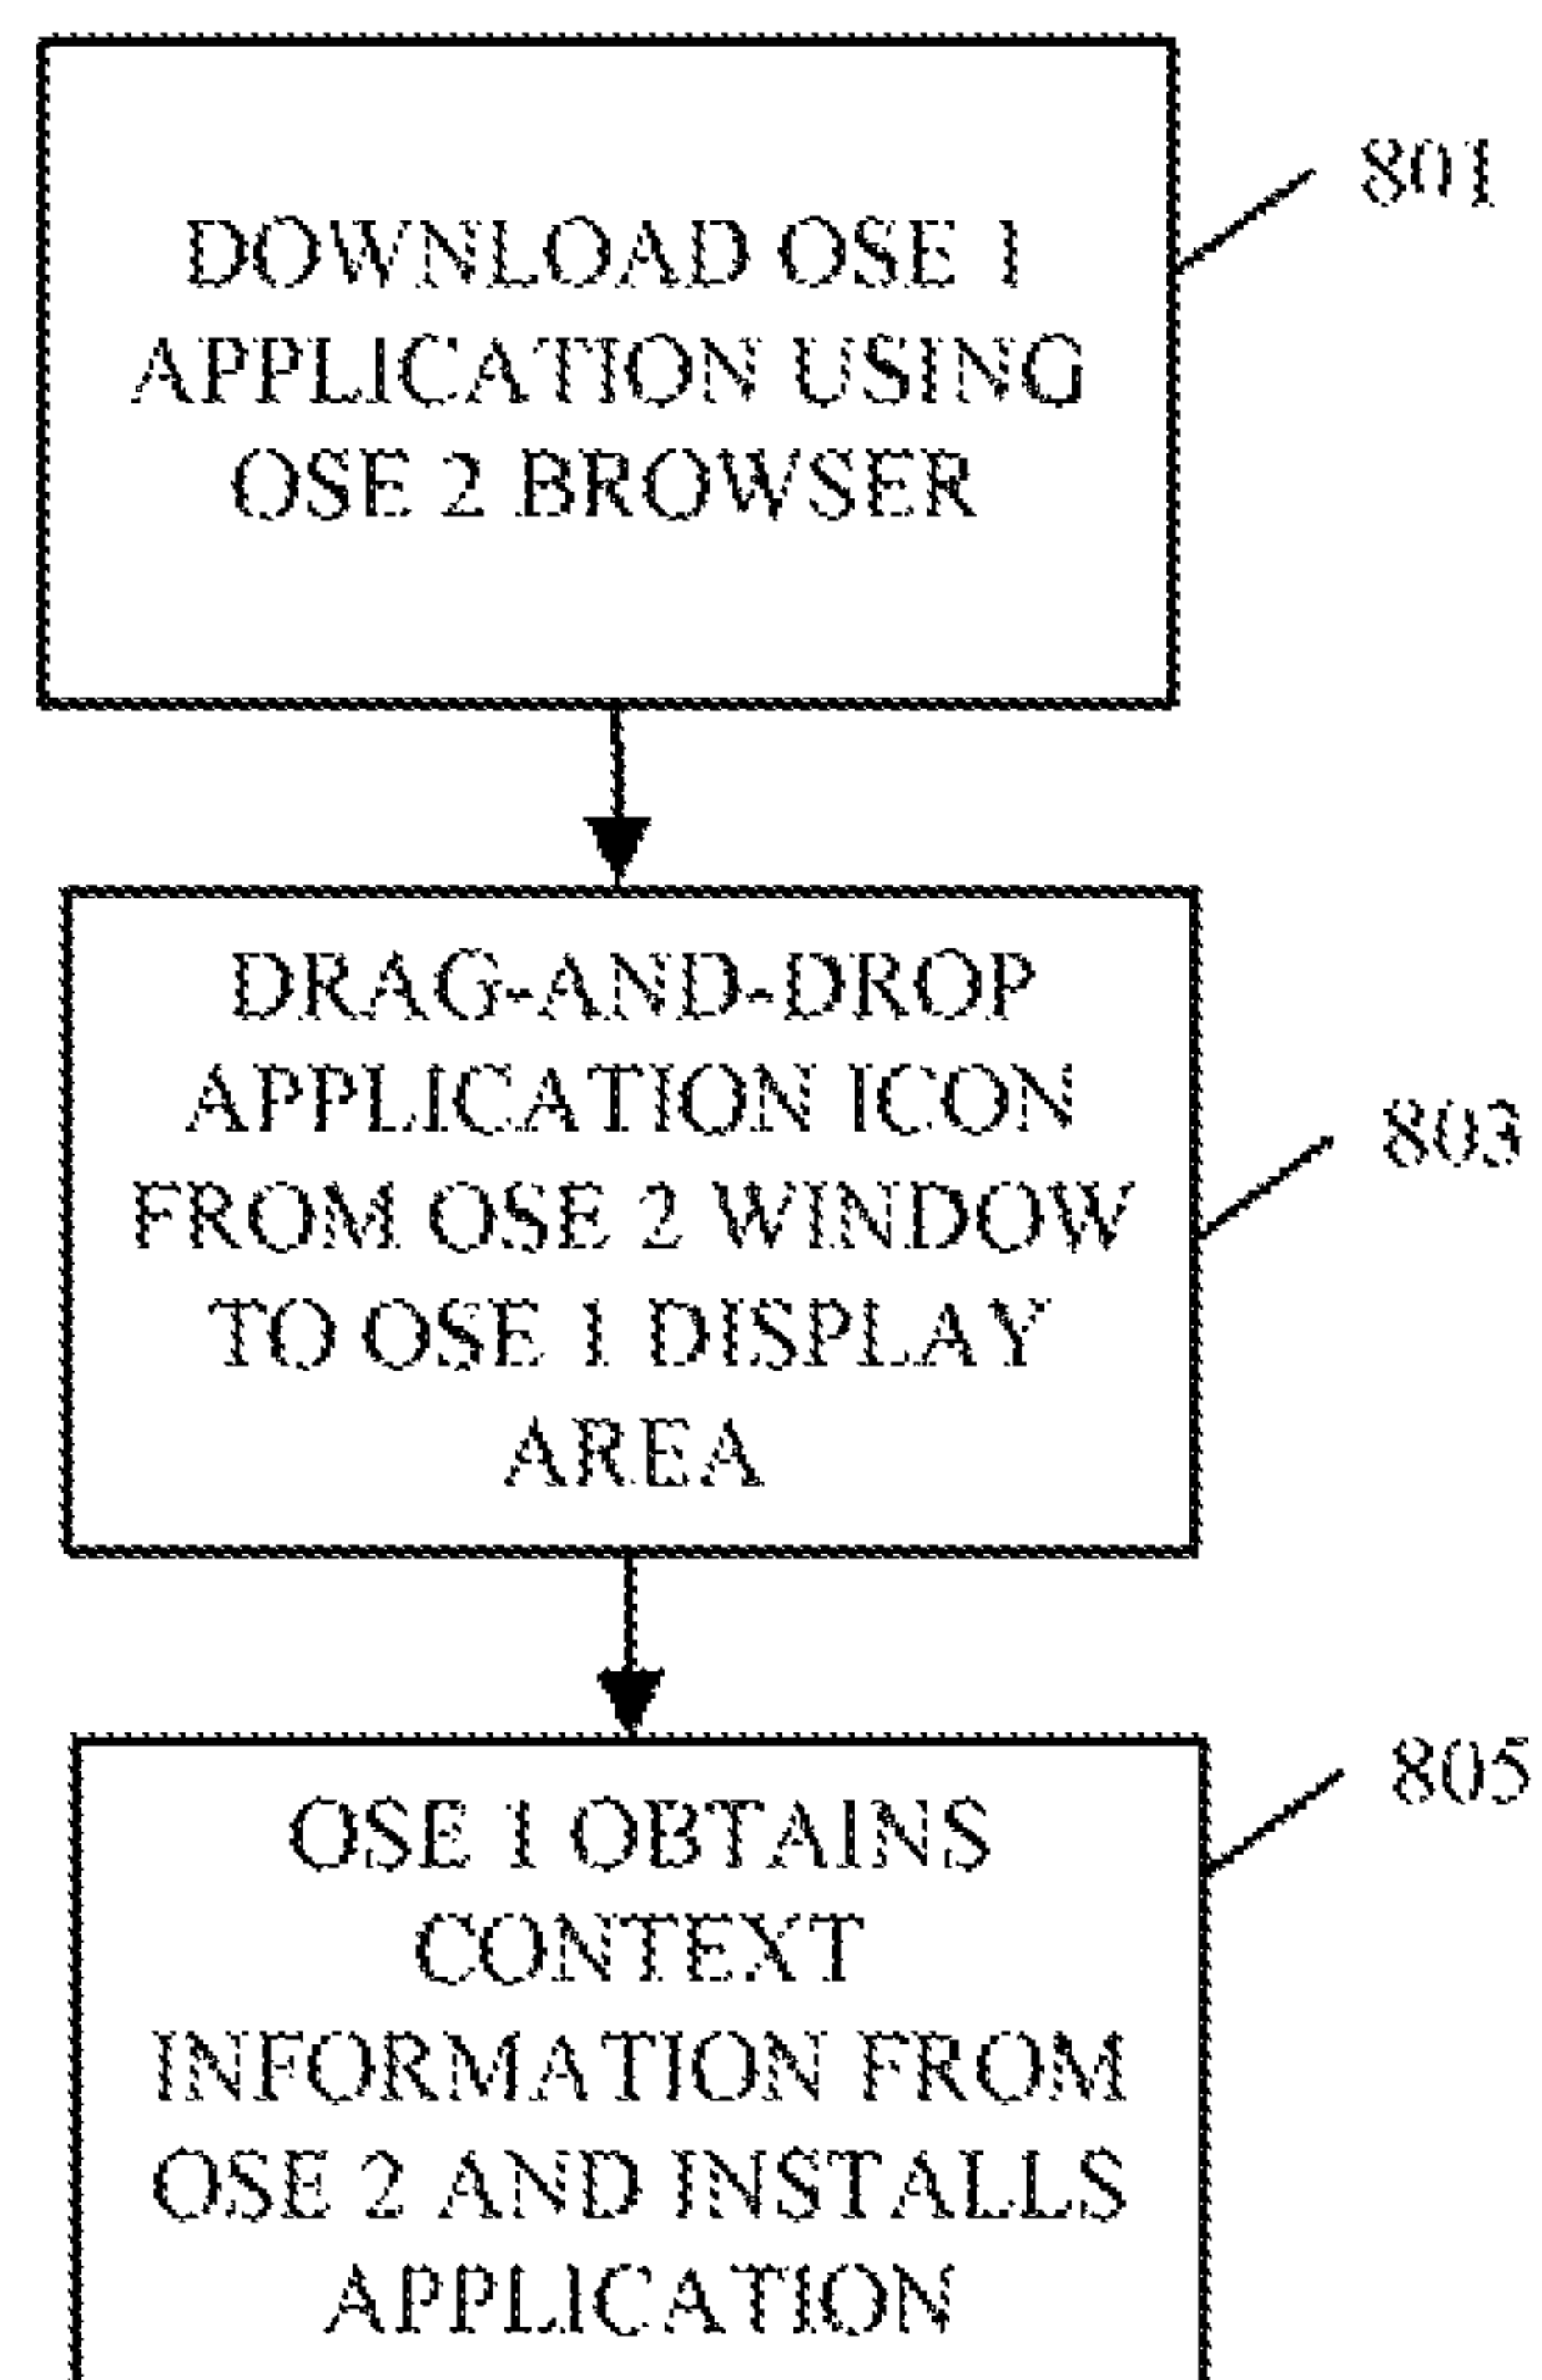 DOWNLOAD OSE 1
APPLICATION USING
OSE 2 BROWSER
801
DRAG-AND-DROP
APPLICATION ICON
FROM OSE 2 WINDOW
TO OSE 1 DISPLAY
AREA
803
OSE 1 OBTAINS
CONTEXT
INFORMATION FROM
OSE 2 AND INSTALLS
APPLICATION
805